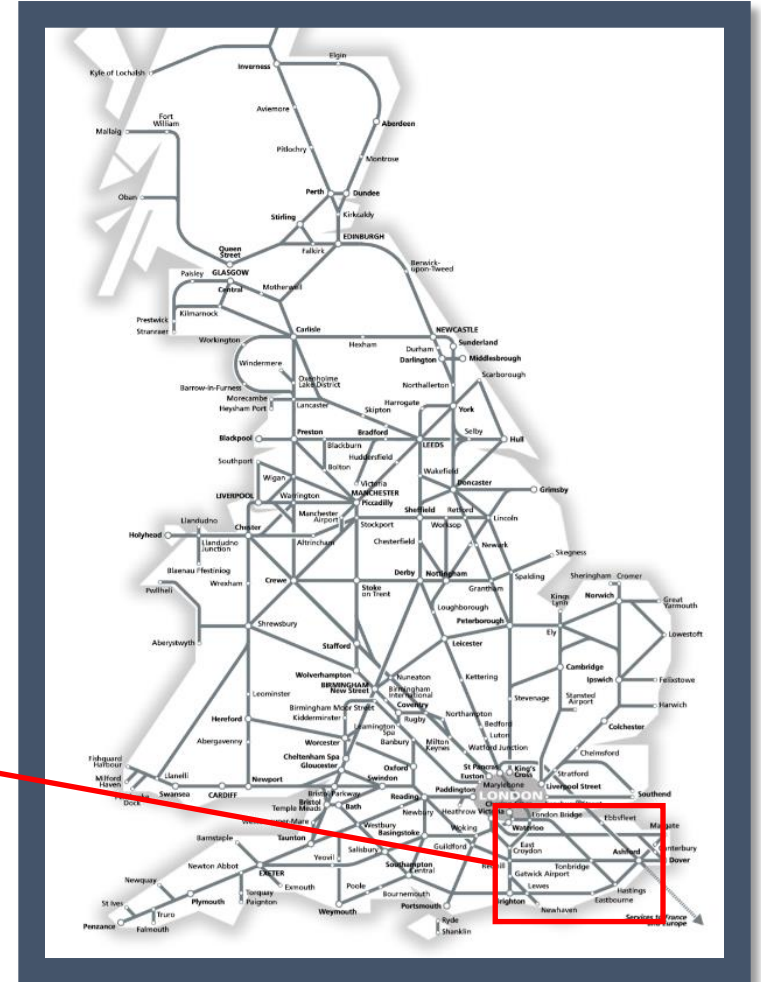 Elgin
Inverness
Kyle of Lochalsh
Aviemore
Fort
William
Mallaig
Aberdeen
Pitlochry
Montrose
Perth
Dundee
Oban
Stirling
Kirkcaldy
EDINBURGH
Queen
Street
Falkirk
Berwick-
upon-Tweed
Paisley
GLASGOW
Central
Motherwell
Prestwick
Kilmarnock
Stranraer
Carlisle
NEWCASTLE
Workington
Hexham
Durham
Sunderland
Darlington
Middlesbrough
Windermere
Scarborough
Oxenholme
Lake District
Barrow-in-Furness
Northallerton
Morecambe
Lancaster
Harrogate
Heysham Port
Skipton
York
Blackpool
Preston
Bradford
LEEDS
Selby
Hull
Blackburn
Huddersfield
Southport
Bolton
Wakefield
Wigan
Victoria
Doncaster
LIVERPOOL
Warrington
MANCHESTER
Piccadilly
Grimsby
Llandudno
Manchester
Airport
Sheffield
Retford
Lincoln
Holyhead
Chester
Stockport
Worksop
Llandudno
Junction
Altrincham
Chesterfield
Newark
Skegness
Blaenau Ffestiniog
Derby
Nottingham
Pwllheli
Wrexham
Crewe
Stoke
on Trent
Grantham
Spalding
Sheringham
Cromer
Kings
Lynn
Norwich
Great
Yarmouth
Loughborough
Peterborough
Shrewsbury
Ely
Lowestoft
Aberystwyth
Stafford
Leicester
Wolverhampton
Nuneaton
Kettering
Cambridge
BIRMINGHAM
New Street
Birmingham
International
Ipswich
Felixstowe
Leominster
Coventry
Stevenage
Stansted
Airport
Birmingham Moor Street
Rugby
Northampton
Harwich
Hereford
Kidderminster
Leamington
Spa
Bedford
Colchester
Abergavenny
Worcester
Banbury
Milton
Keynes
Luton
Watford Junction
Chelmsford
Cheltenham Spa
Fishguard
Harbour
Gloucester
Oxford
St Pancras
King's
Cross
Stratford
Milford
Haven
Llanelli
Newport
Swindon
Euston
Marylebone
Liverpool Street
Dock
Swansea
CARDIFF
Bristol Parkway
Reading
Paddington
LONDON
Southend
Bristol
Temple Meads
Bath
Newbury
Heathrow
Victoria
London Bridge
Ebbsfleet
Westbury
Basingstoke
Woking
Waterloo
Barnstaple
Taunton
East
Croydon
Salisbury
Guildford
Ashford
Canterbury
Newton Abbot
Yeovil
Southampton
Central
Tonbridge
Dover
EXETER
Gatwick Airport
Newquay
Exmouth
Poole
Lewes
Hastings
Torquay
Paignton
Bournemouth
Eastbourne
St Ives
Plymouth
Weymouth
Portsmouth
Brighton
Newhaven
Truro
Ryde
Penzance
Falmouth
Shanklin